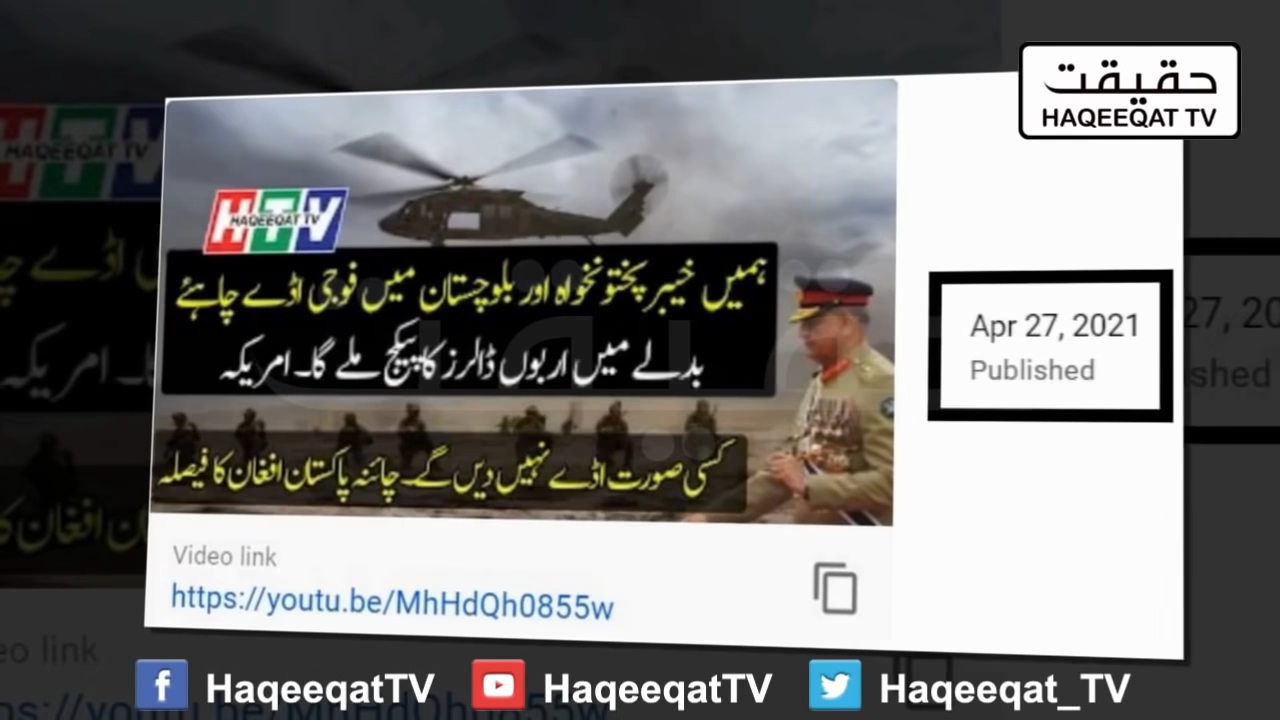 حقیقت
HAQEEQAT TV
HTV
HAQEEQAT TV
ہمیں خیبر پختونخواہ اور بلوچستان میں فوجی اڈے چاہئے
بدلے میں اربوں ڈالرز کا پیکج ملے گا۔ امریکہ
کسی صورت اڈے نہیں دیں گے۔ چائنہ پاکستان افغان کا فیصلہ
Apr 27, 2021
Published
Video link
https://youtu.be/MhHdQh0855w
HaqeeqatTV
HaqeeqatTV
Haqeeqat_TV